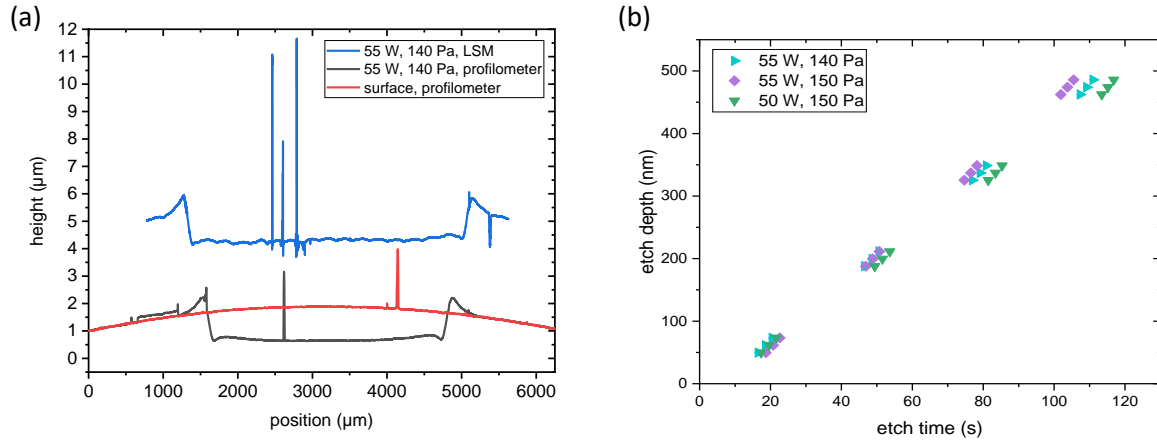 (a)
12
11
10
9
8
7
6
5
4
3
2
1
0
height (µm)
55 W, 140 Pa, LSM
55 W, 140 Pa, profilometer
surface, profilometer
0 1000 2000 3000 4000 5000 6000
position (µm)
(b)
500
400
300
200
100
0
etch depth (nm)
55 W, 140 Pa
55 W, 150 Pa
50 W, 150 Pa
0 20 40 60 80 100 120
etch time (s)